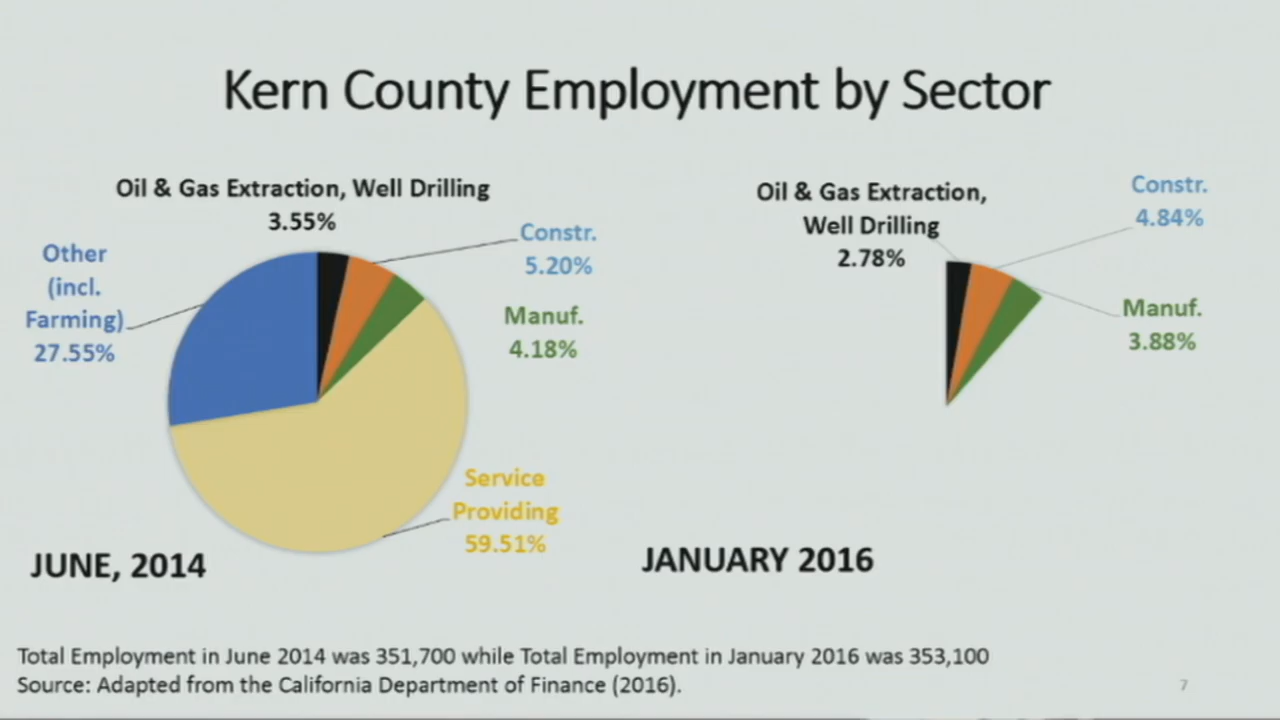 Kern County Employment by Sector
Oil & Gas Extraction, Well Drilling
3.55%
Constr.
5.20%
Other
(incl.
Farming)
27.55%
Manuf.
4.18%
Service
Providing
59.51%
JUNE, 2014
Oil & Gas Extraction,
Well Drilling
2.78%
Constr.
4.84%
Manuf.
3.88%
JANUARY 2016
Total Employment in June 2014 was 351,700 while Total Employment in January 2016 was 353,100
Source: Adapted from the California Department of Finance (2016).
7